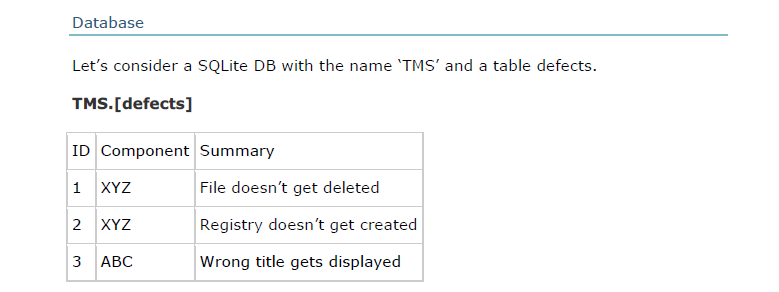 Database
Let’s consider a SQLite DB with the name ‘TMS’ and a table defects.
TMS.[defects]
ID Component Summary
1 XYZ File doesn’t get deleted
2 XYZ Registry doesn’t get created
3 ABC Wrong title gets displayed